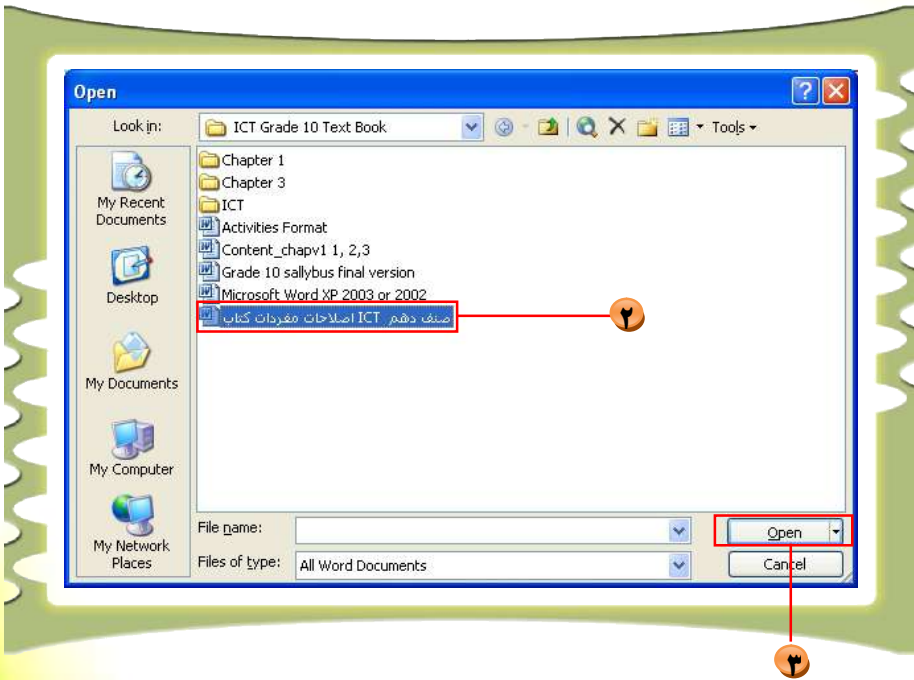 Open
Look in:
ICT Grade 10 Text Book
Tools
My Recent Documents
Desktop
My Documents
My Computer
My Network Places
Chapter 1
Chapter 3
ICT
Activities Format
Content_chapv1 1, 2,3
Grade 10 sallybus final version
Microsoft Word XP 2003 or 2002
صنف دهم ICT اصلاحات مفردات کتاب
۲
File name:
Open
Files of type:
All Word Documents
Cancel
۳